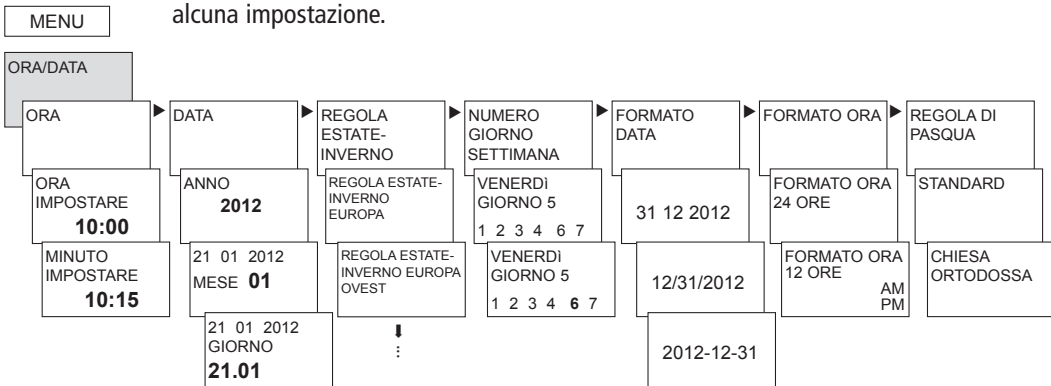 alcuna impostazione.
MENU
ORA/DATA
ORA
DATA
REGOLA
ESTATE-
INVERNO
NUMERO
GIORNO
SETTIMANA
FORMATO
DATA
FORMATO ORA
REGOLA DI
PASQUA
ORA
IMPOSTARE
10:00
ANNO
2012
REGOLA ESTATE-
INVERNO
EUROPA
VENERDì
GIORNO 5
1 2 3 4 6 7
31 12 2012
FORMATO ORA
24 ORE
STANDARD
MINUTO
IMPOSTARE
10:15
21 01 2012
MESE 01
REGOLA ESTATE-
INVERNO EUROPA
OVEST
VENERDì
GIORNO 5
1 2 3 4 6 7
12/31/2012
FORMATO ORA
12 ORE
AM
PM
CHIESA
ORTODOSSA
21 01 2012
GIORNO
21.01
2012-12-31